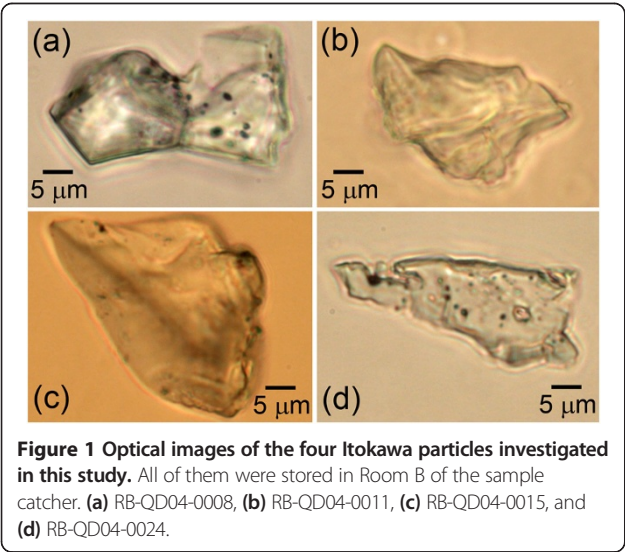 (a)
5 μm
(b)
5 μm
(c)
5 μm
(d)
5 μm
Figure 1 Optical images of the four Itokawa particles investigated
in this study. All of them were stored in Room B of the sample
catcher. (a) RB-QD04-0008, (b) RB-QD04-0011, (c) RB-QD04-0015, and
(d) RB-QD04-0024.